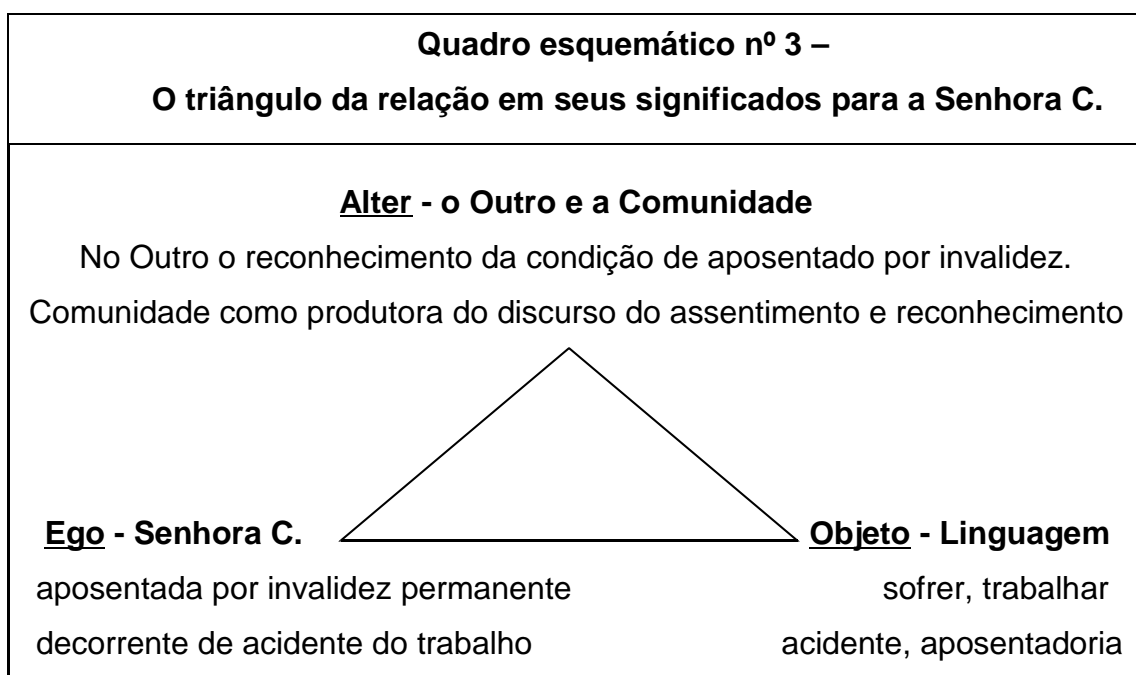 Quadro esquemático nº 3 –
O triângulo da relação em seus significados para a Senhora C.
Alter - o Outro e a Comunidade
No Outro o reconhecimento da condição de aposentado por invalidez.
Comunidade como produtora do discurso do assentimento e reconhecimento
Ego - Senhora C.
Objeto - Linguagem
aposentada por invalidez permanente
sofrer, trabalhar
decorrente de acidente do trabalho
acidente, aposentadoria